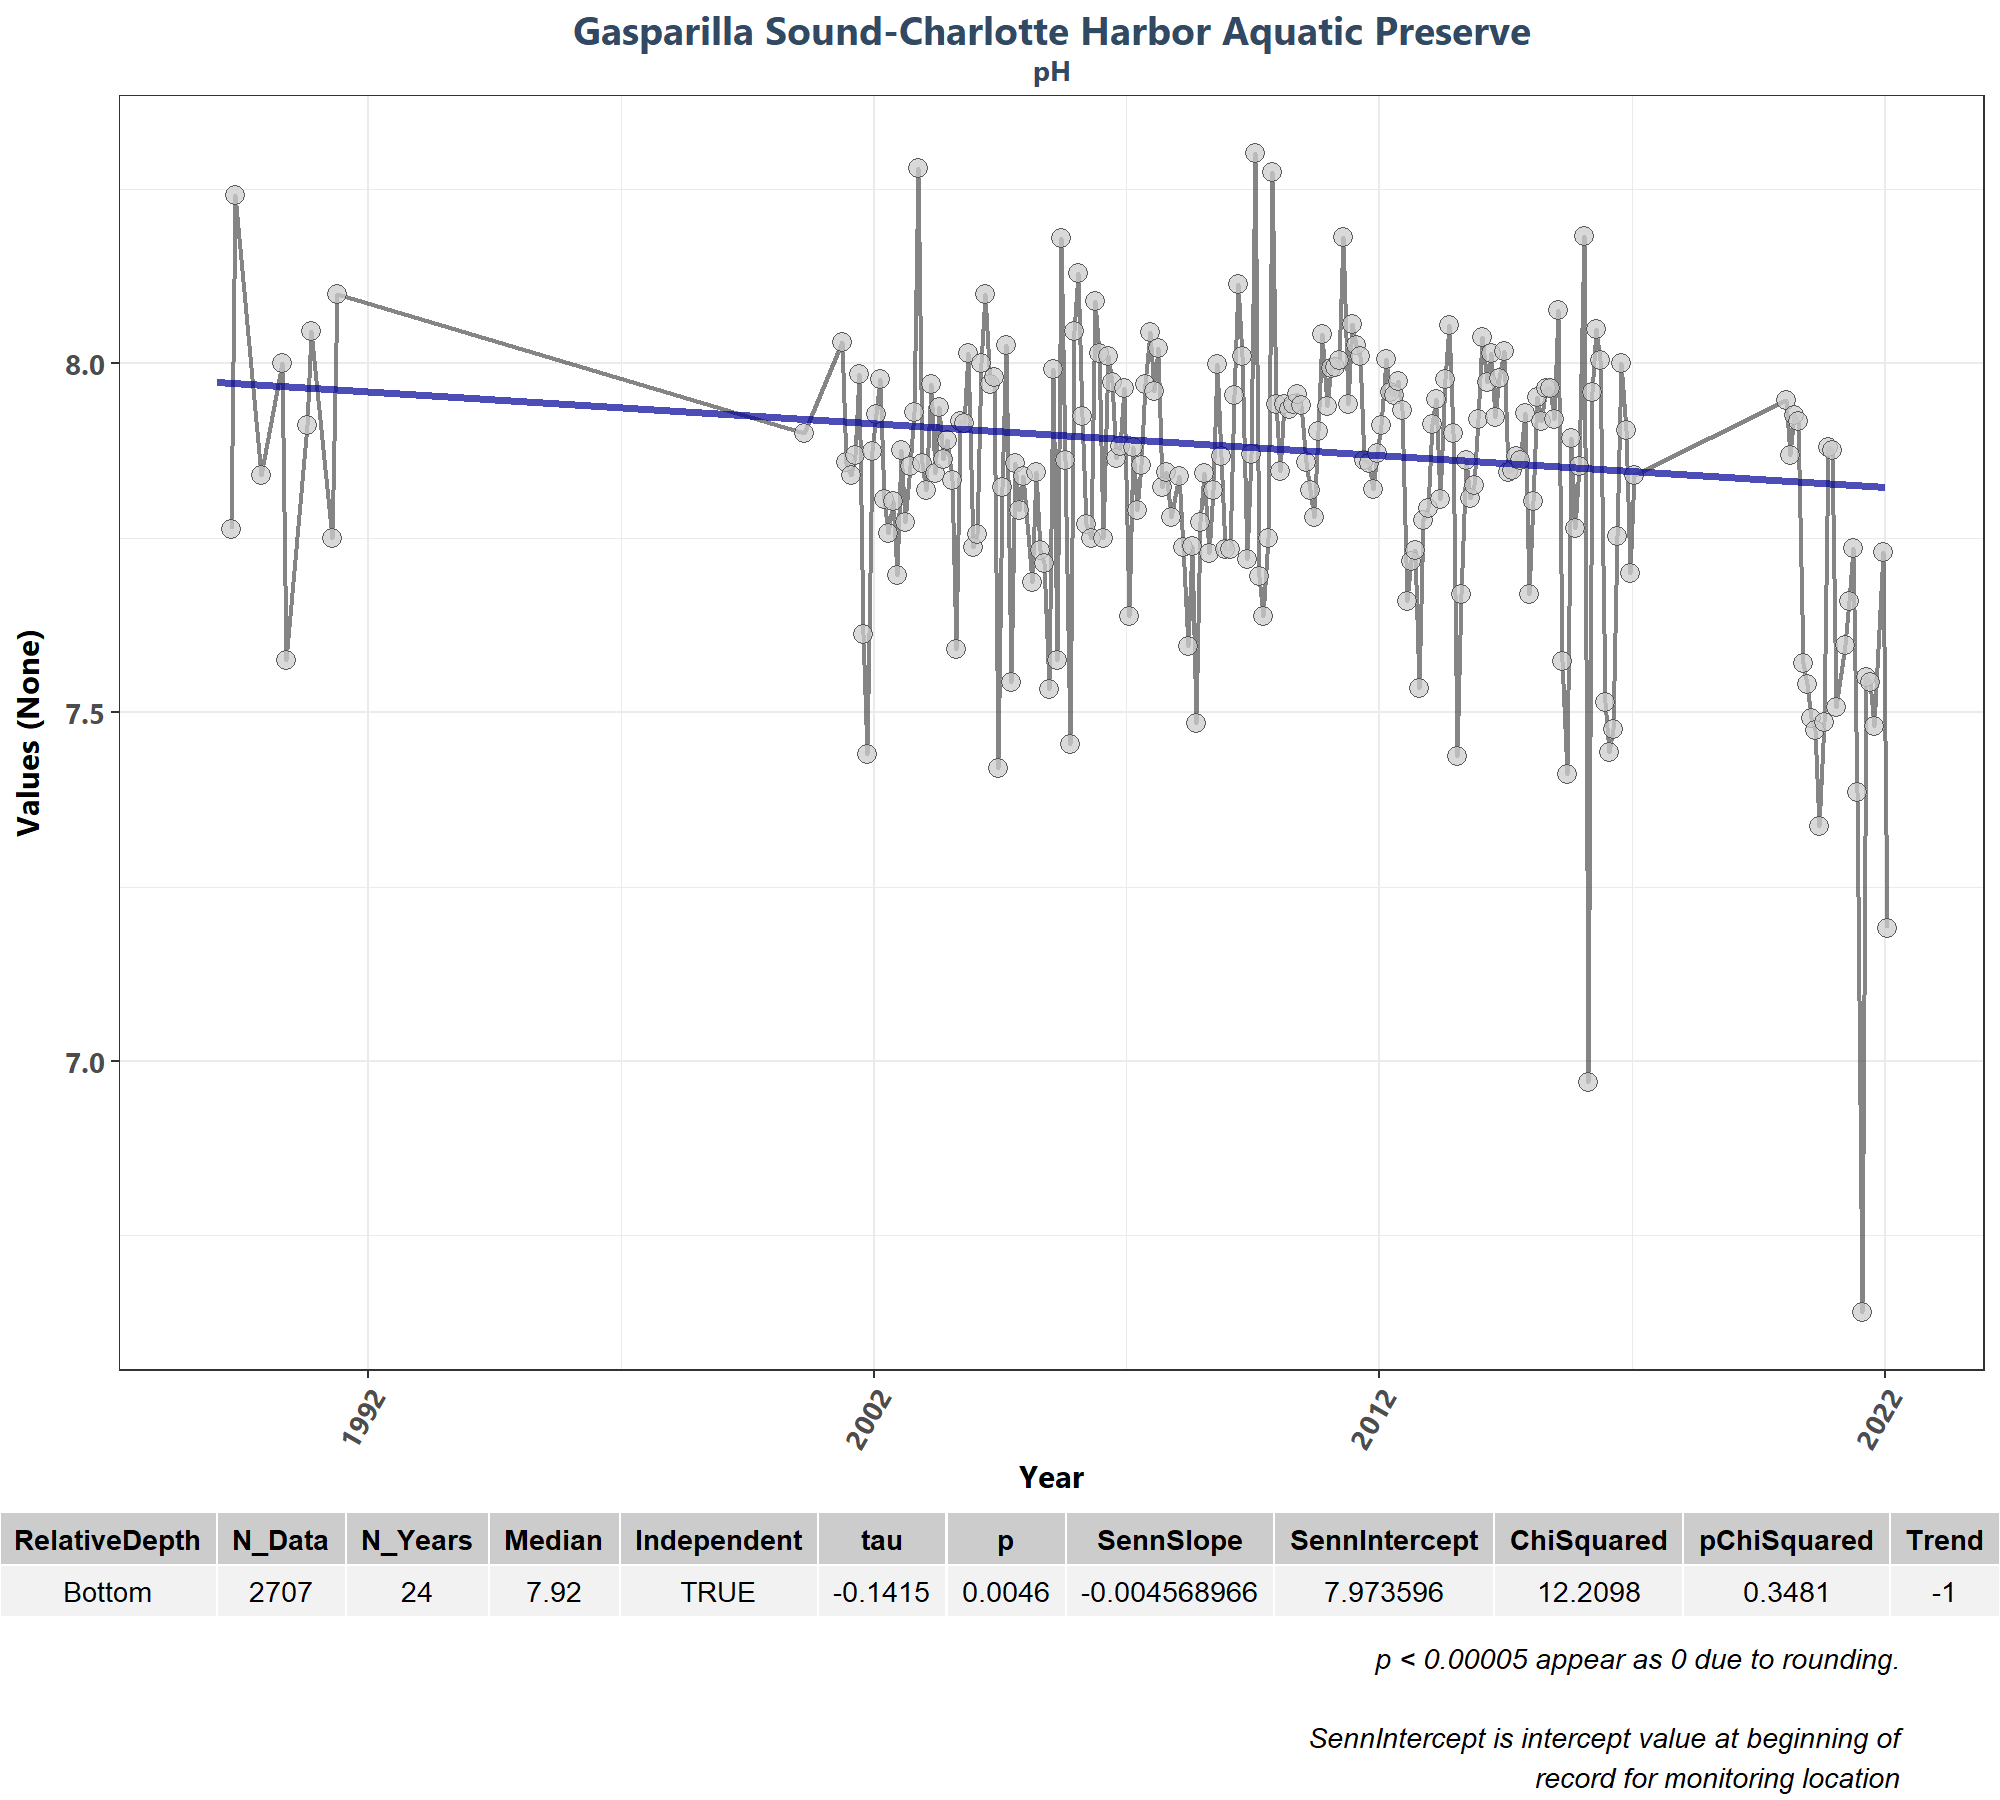 Gasparilla Sound-Charlotte Harbor Aquatic Preserve
pH
Values (None)
8.0
7.5
7.0
1992
2002
2012
2022
Year
RelativeDepth N_Data N_Years Median Independent tau p SennSlope SennIntercept ChiSquared pChiSquared Trend
Bottom 2707 24 7.92 TRUE -0.1415 0.0046 -0.004568966 7.973596 12.2098 0.3481 -1
p < 0.00005 appear as 0 due to rounding.
SennIntercept is intercept value at beginning of
record for monitoring location